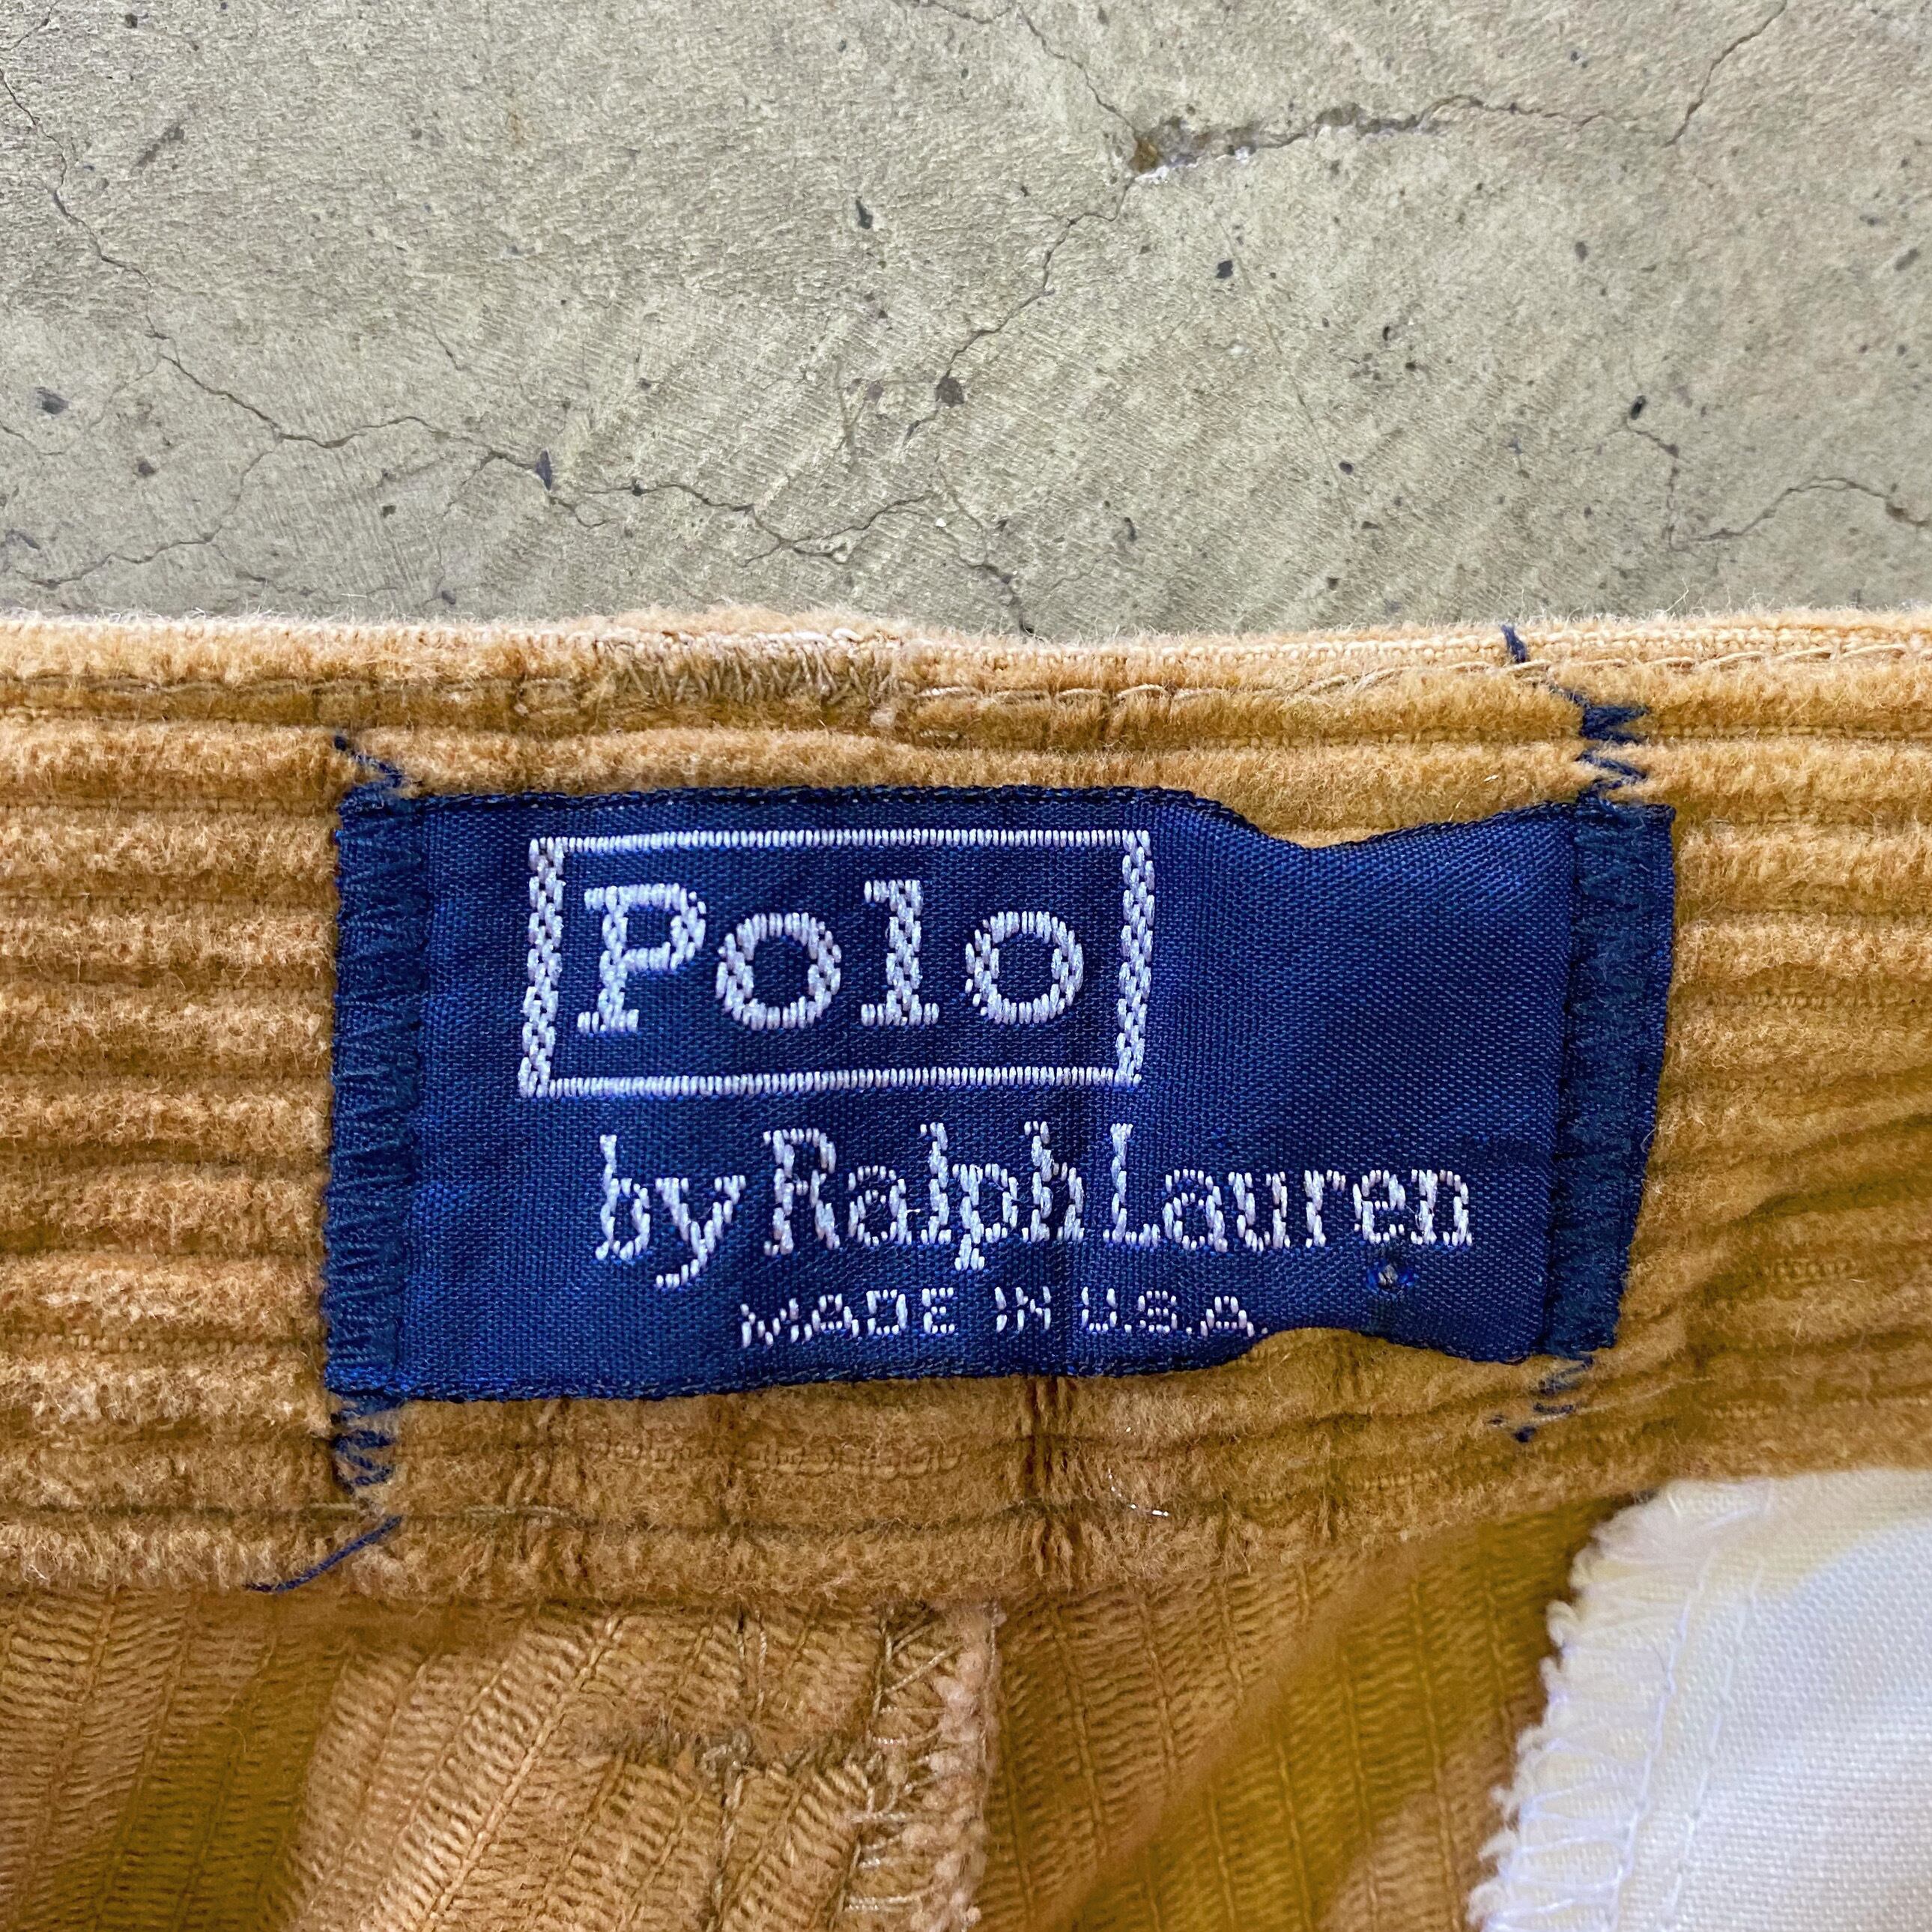 Polo
by Ralph Lauren
MADE IN U.S.A.